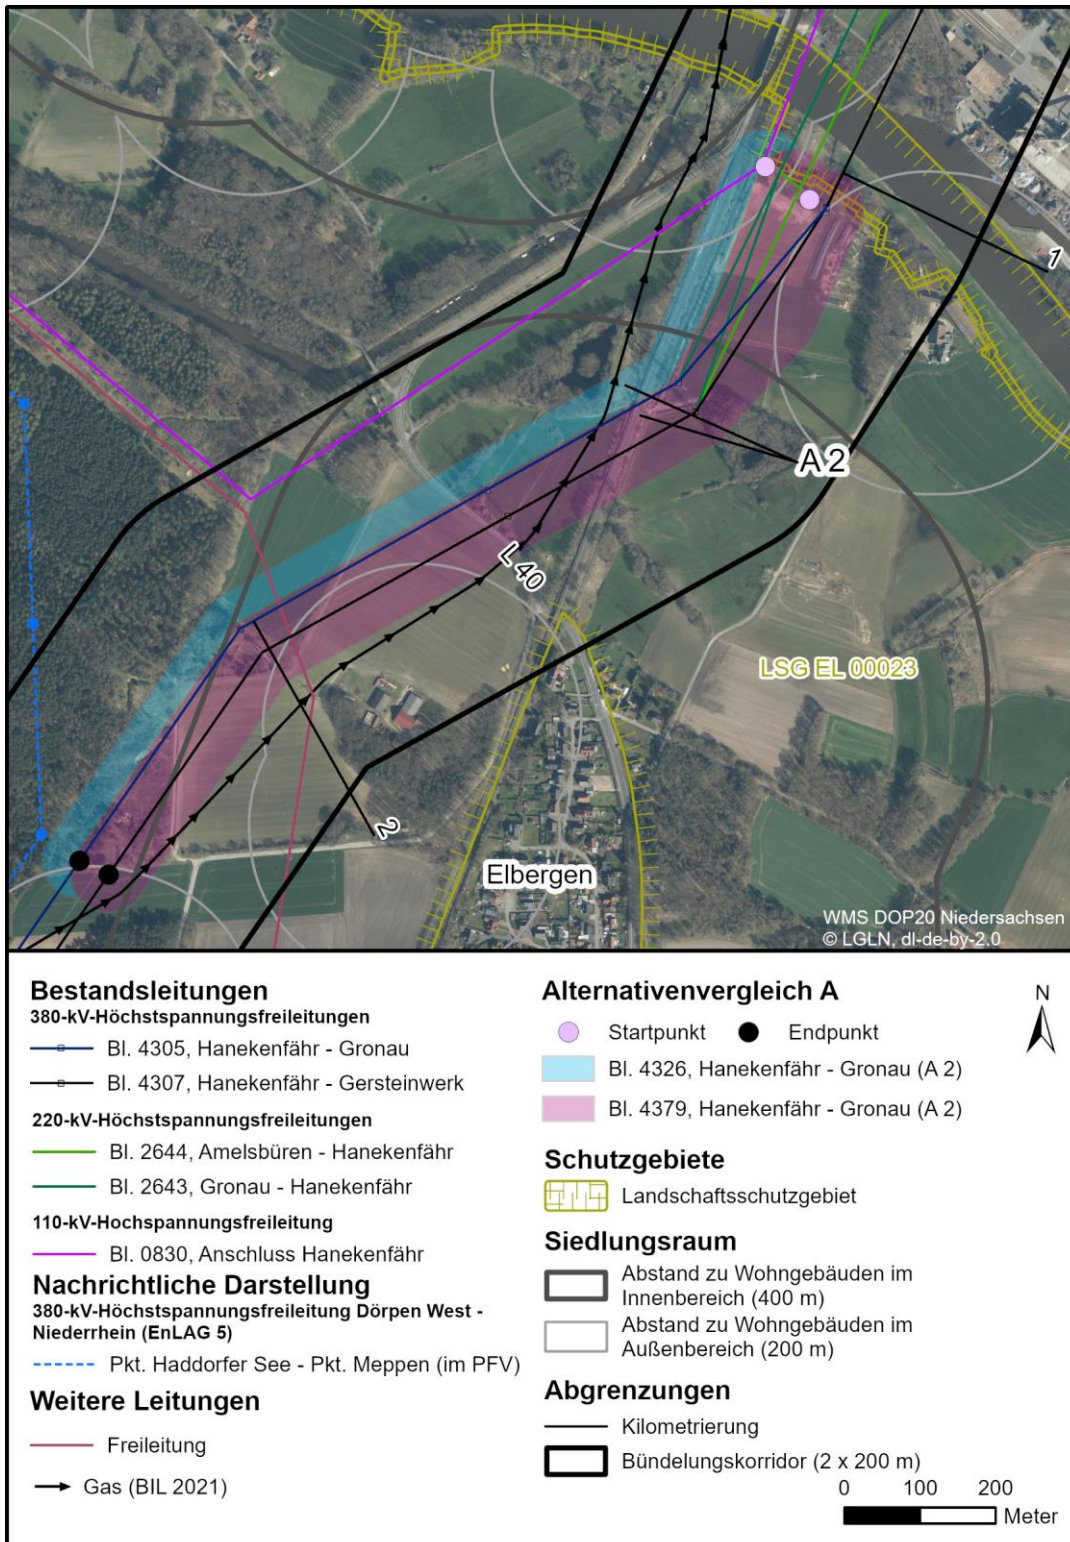 1
A 2
L 40
LSG EL 00023
2
Elbergen
WMS DOP20 Niedersachsen
© LGLN, dl-de-by-2.0
Bestandsleitungen
380-kV-Höchstspannungsfreileitungen
Bl. 4305, Hanekenfähr - Gronau
Bl. 4307, Hanekenfähr - Gersteinwerk
220-kV-Höchstspannungsfreileitungen
Bl. 2644, Amelsbüren - Hanekenfähr
Bl. 2643, Gronau - Hanekenfähr
110-kV-Hochspannungsfreileitung
Bl. 0830, Anschluss Hanekenfähr
Nachrichtliche Darstellung
380-kV-Höchstspannungsfreileitung Dörpen West -
Niederrhein (EnLAG 5)
Pkt. Haddorfer See - Pkt. Meppen (im PFV)
Weitere Leitungen
Freileitung
Gas (BIL 2021)
Alternativenvergleich A
Startpunkt
Endpunkt
Bl. 4326, Hanekenfähr - Gronau (A 2)
Bl. 4379, Hanekenfähr - Gronau (A 2)
Schutzgebiete
Landschaftsschutzgebiet
Siedlungsraum
Abstand zu Wohngebäuden im
Innenbereich (400 m)
Abstand zu Wohngebäuden im
Außenbereich (200 m)
Abgrenzungen
Kilometrierung
Bündelungskorridor (2 x 200 m)
N
0 100 200
Meter